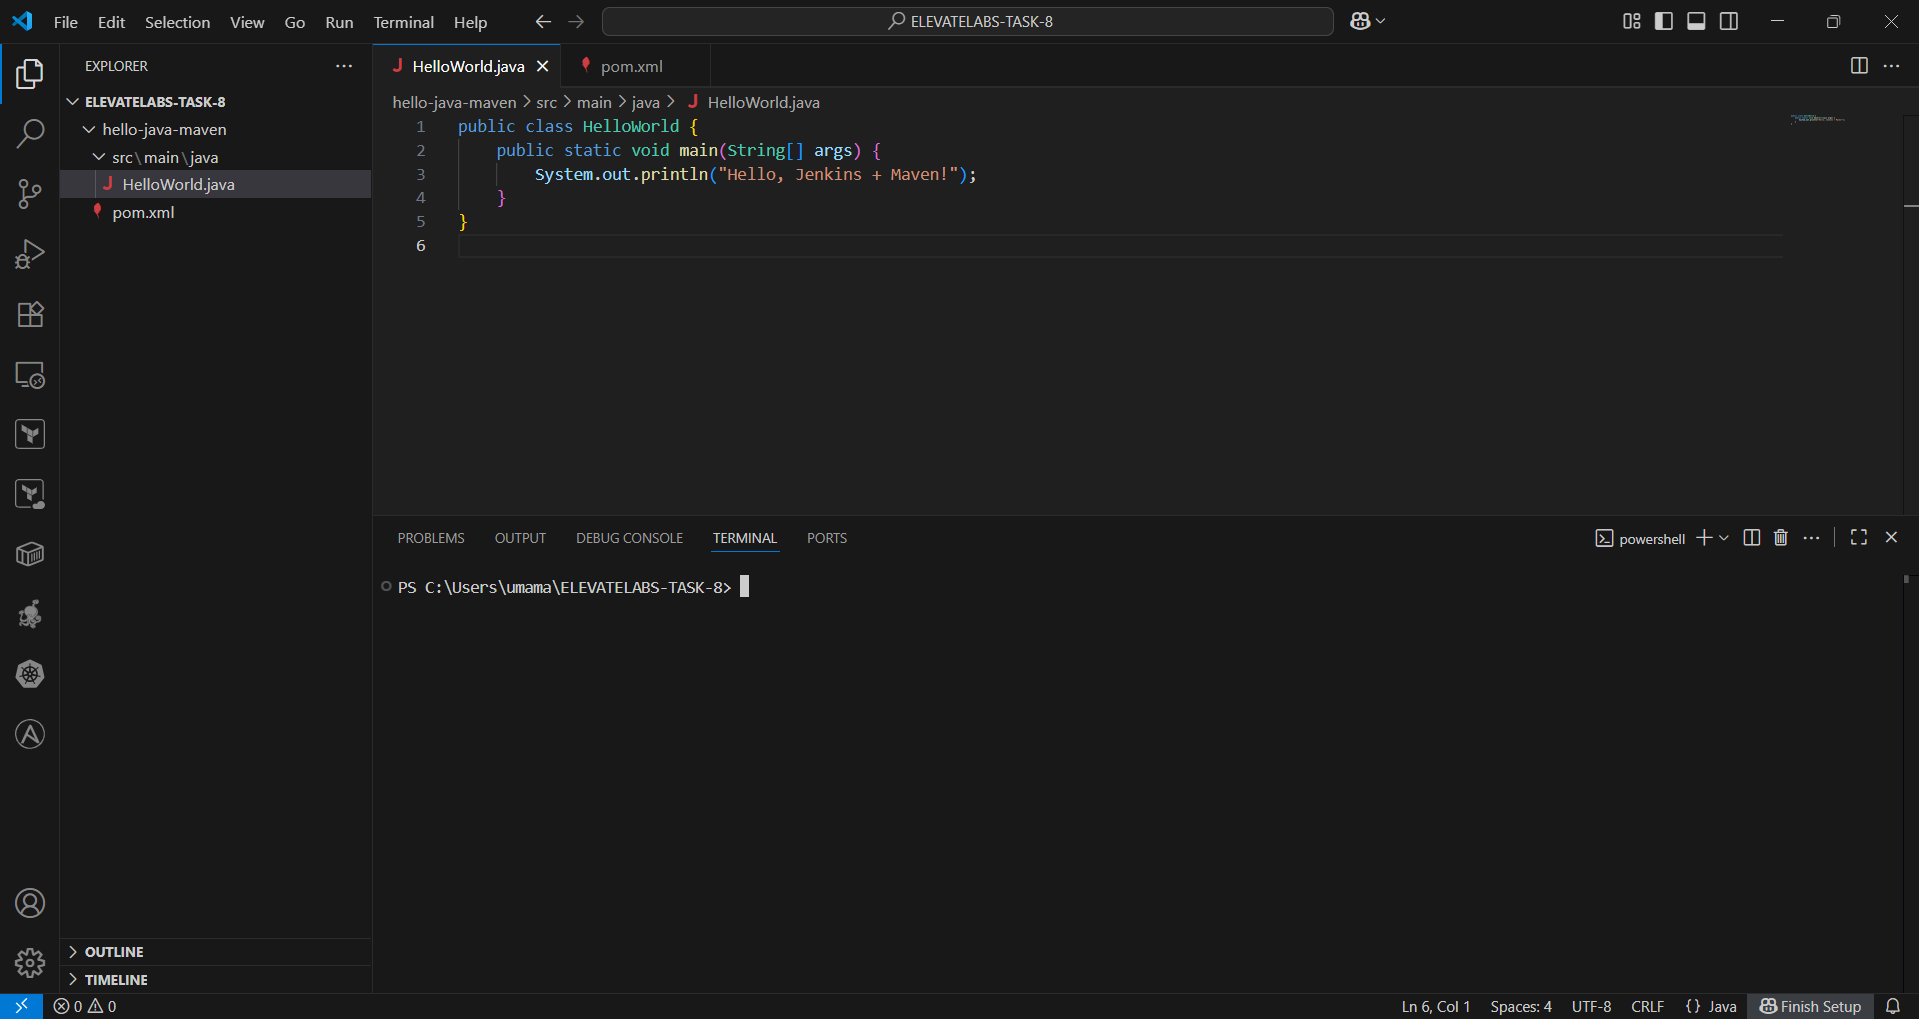 File Edit Selection View Go Run Terminal Help
ELEVATELABS-TASK-8
EXPLORER
ELEVATELABS-TASK-8
hello-java-maven
src\main\java
HelloWorld.java
pom.xml
OUTLINE
TIMELINE
HelloWorld.java
pom.xml
hello-java-maven > src > main > java > HelloWorld.java
1 public class HelloWorld {
2 public static void main(String[] args) {
3 System.out.println("Hello, Jenkins + Maven!");
4 }
5 }
6
PROBLEMS OUTPUT DEBUG CONSOLE TERMINAL PORTS
powershell
PS C:\Users\umama\ELEVATELABS-TASK-8>
0 0
Ln 6, Col 1 Spaces: 4 UTF-8 CRLF {} Java Finish Setup